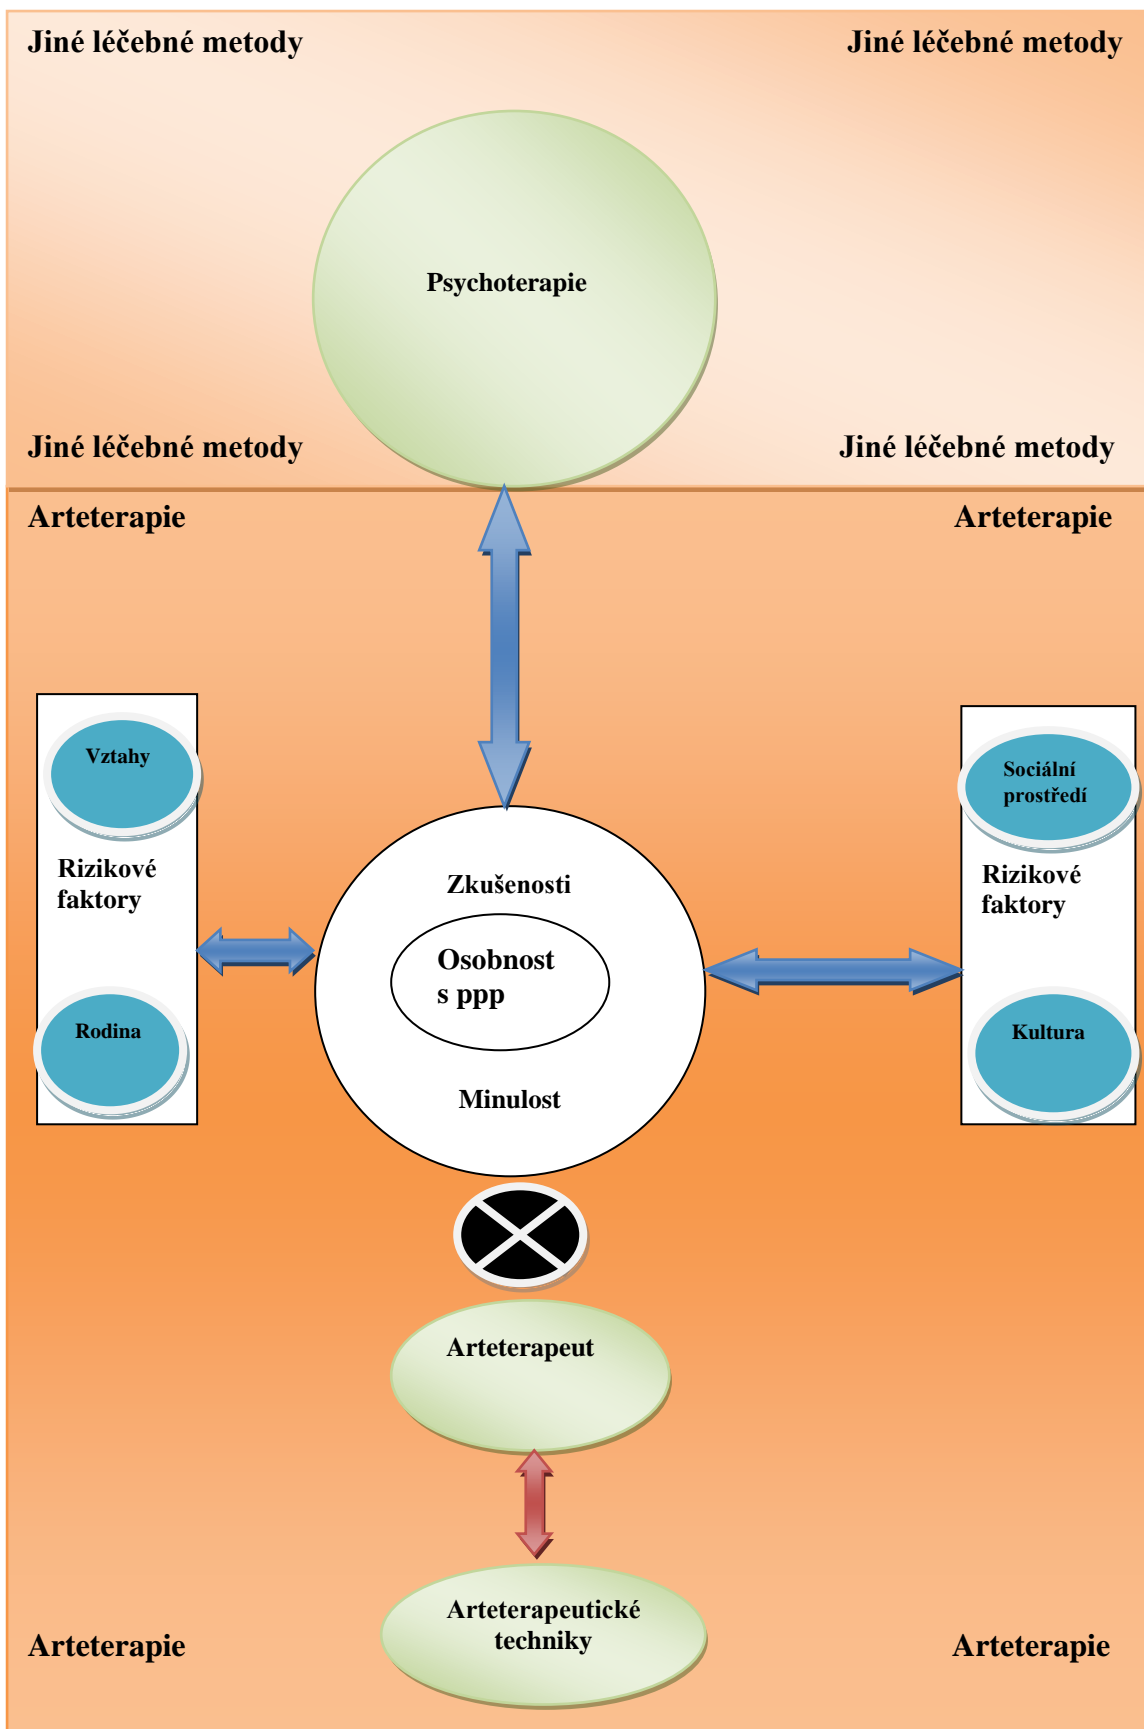 Jiné léčebné metody
Jiné léčebné metody
Psychoterapie
Jiné léčebné metody
Jiné léčebné metody
Arteterapie
Arteterapie
Vztahy
Rizikové
faktory
Rodina
Zkušenosti
Osobnost
s ppp
Minulost
Sociální
prostředí
Rizikové
faktory
Kultura
Arteterapeut
Arteterapeutické
techniky
Arteterapie
Arteterapie